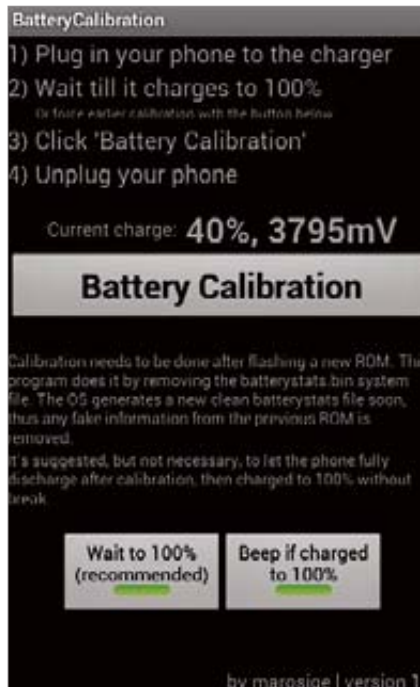 BatteryCalibration
1) Plug in your phone to the charger
2) Wait till it charges to 100%
Or force earlier calibration with the button below
3) Click 'Battery Calibration'
4) Unplug your phone
Current charge: 40%, 3795mV
Battery Calibration
Calibration needs to be done after flashing a new ROM. The
program does it by removing the batterystats.bin system
file. The OS generates a new clean batterystats file soon,
thus any fake information from the previous ROM is
removed.
It's suggested, but not necessary, to let the phone fully
discharge after calibration, then charged to 100% without
break.
Wait to 100%
(recommended)
Beep if charged
to 100%
by marosige | version 1